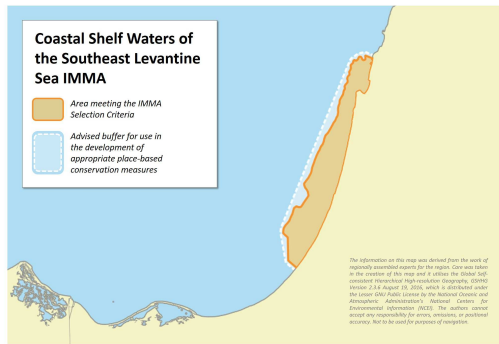 Coastal Shelf Waters of
the Southeast Levantine
Sea IMMA
Area meeting the IMMA
Selection Criteria
Advised buffer for use in
the development of
appropriate place-based
conservation measures
The information on this map was derived from the work of
regionally assembled experts for the region. Care was taken
in the creation of this map and it utilises the Global Self-
consistent Hierarchical High-resolution Geography, GSHHG
Version 2.3.6 August 19, 2016, which is distributed under
the Lesser GNU Public License by the National Oceanic and
Atmospheric Administration's National Centers for
Environmental Information (NCEI). The authors cannot
accept any responsibility for errors, omissions, or positional
accuracy. Not to be used for purposes of navigation.